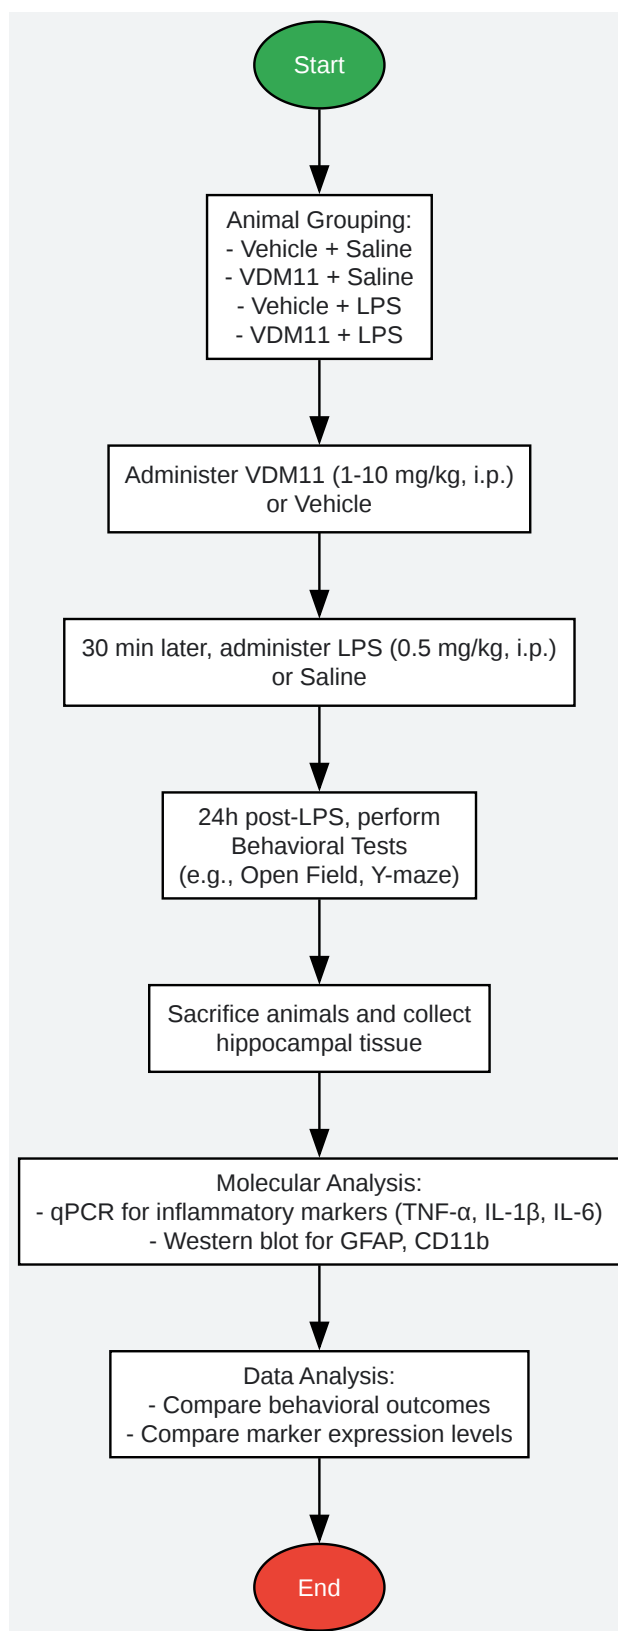 Start
Animal Grouping:
- Vehicle + Saline
- VDM11 + Saline
- Vehicle + LPS
- VDM11 + LPS
Administer VDM11 (1-10 mg/kg, i.p.)
or Vehicle
30 min later, administer LPS (0.5 mg/kg, i.p.)
or Saline
24h post-LPS, perform
Behavioral Tests
(e.g., Open Field, Y-maze)
Sacrifice animals and collect
hippocampal tissue
Molecular Analysis:
- qPCR for inflammatory markers (TNF-α, IL-1β, IL-6)
- Western blot for GFAP, CD11b
Data Analysis:
- Compare behavioral outcomes
- Compare marker expression levels
End